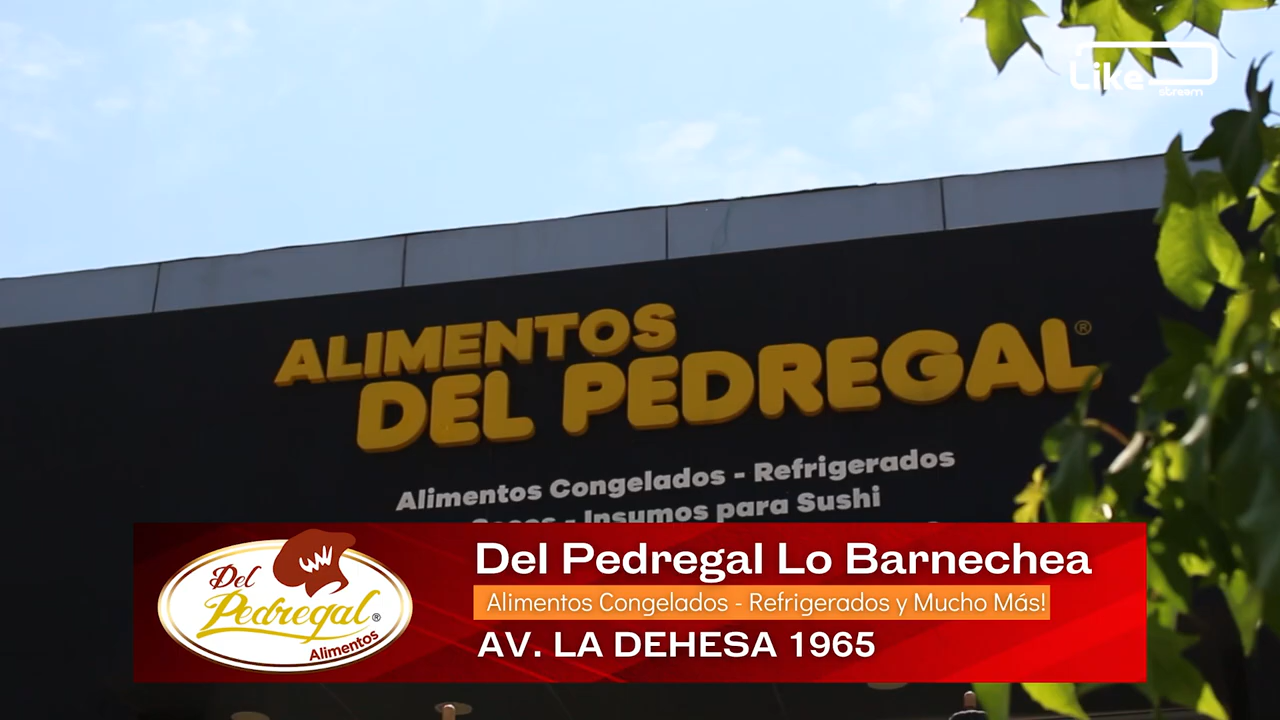 Like
stream
ALIMENTOS
DEL PEDREGAL®
Alimentos Congelados - Refrigerados
Secos - Insumos para Sushi
Del
Pedregal®
Alimentos
Del Pedregal Lo Barnechea
Alimentos Congelados - Refrigerados y Mucho Más!
AV. LA DEHESA 1965